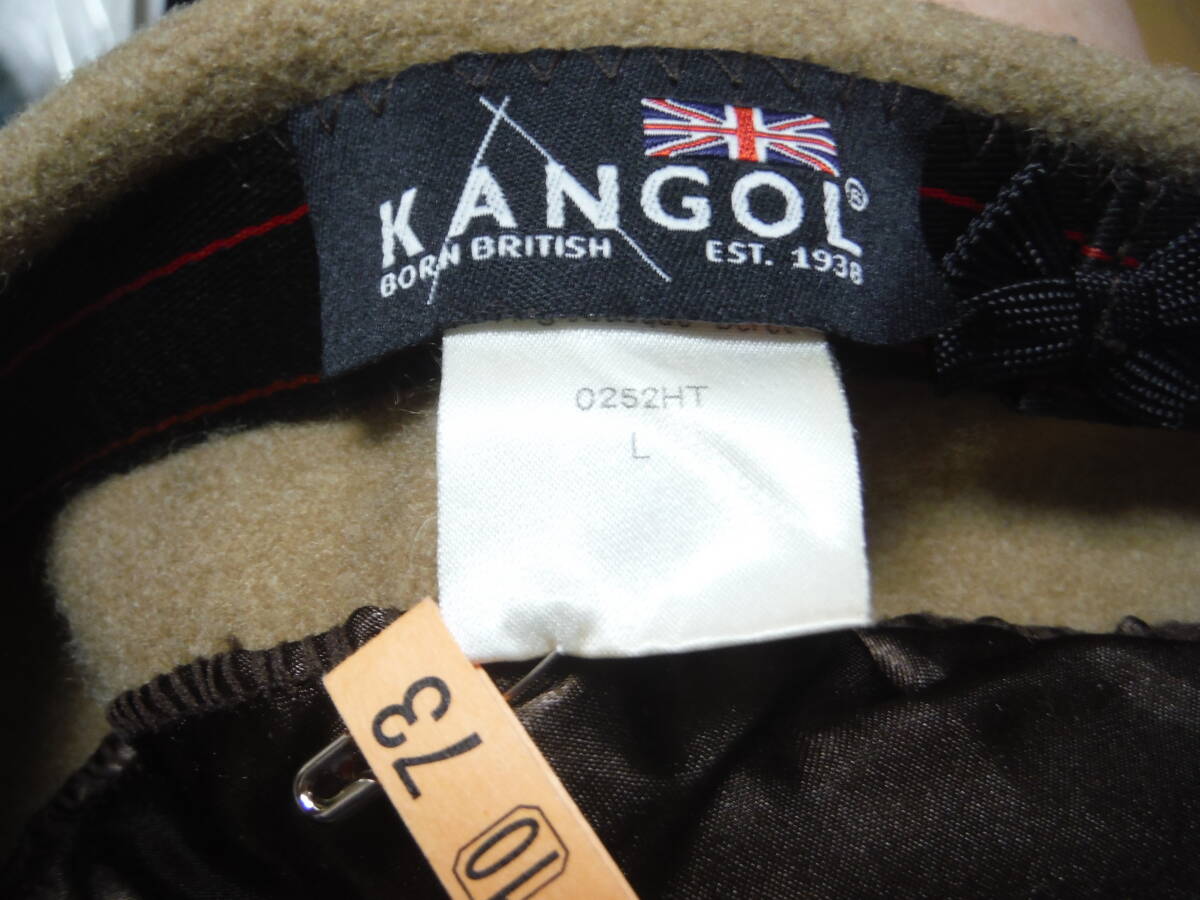 KANGOL®
BORN BRITISH EST. 1938
0252HT
L
73